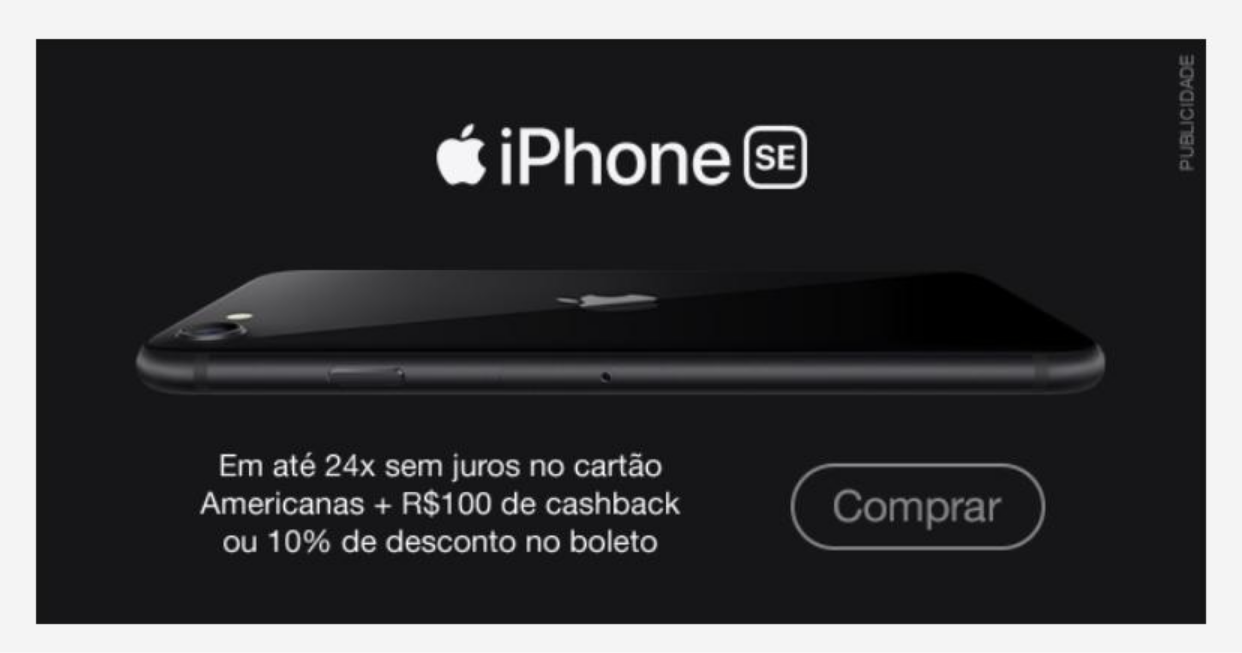 PUBLICIDADE
iPhone SE
Em até 24x sem juros no cartão
Americanas + R$100 de cashback
ou 10% de desconto no boleto
Comprar